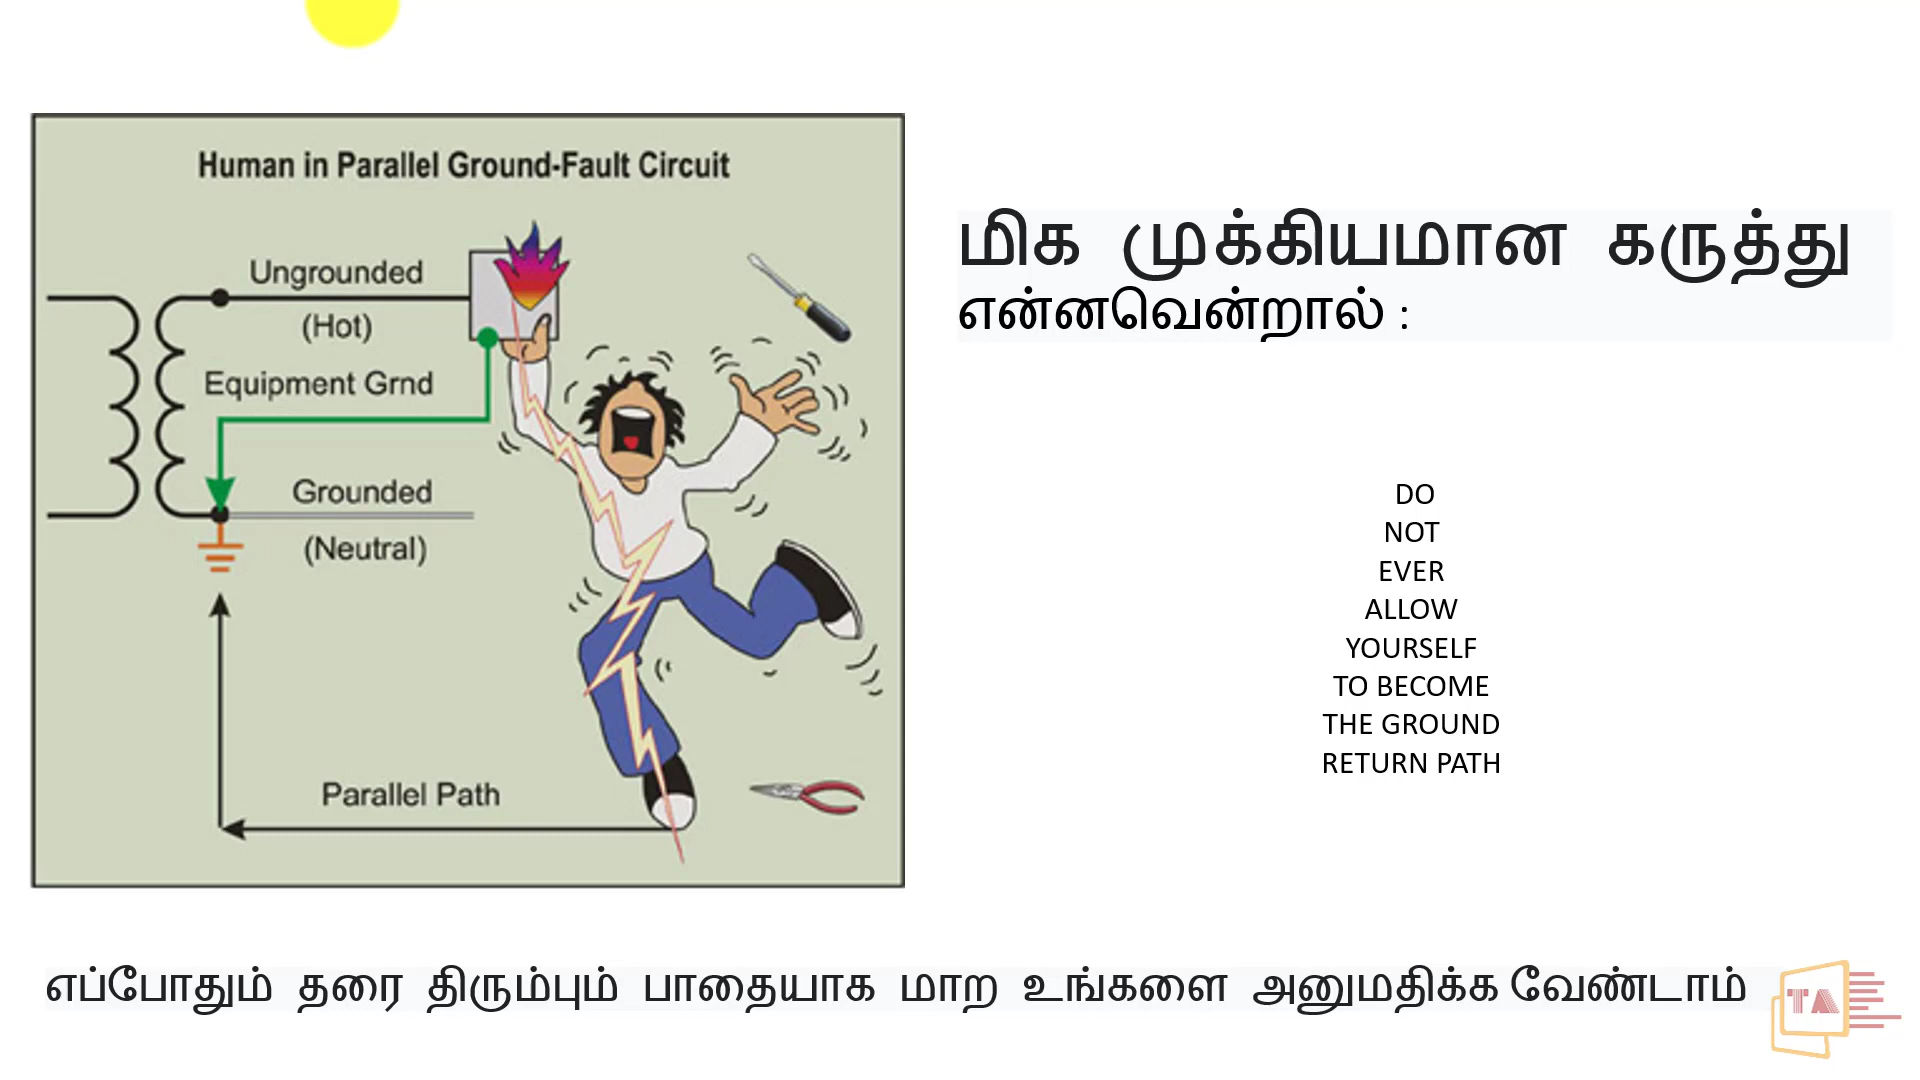 Human in Parallel Ground-Fault Circuit
Ungrounded
(Hot)
Equipment Grnd
Grounded
(Neutral)
Parallel Path
மிக முக்கியமான கருத்து
என்னவென்றால் :
DO
NOT
EVER
ALLOW
YOURSELF
TO BECOME
THE GROUND
RETURN PATH
எப்போதும் தரை திரும்பும் பாதையாக மாற உங்களை அனுமதிக்க வேண்டாம்
TA